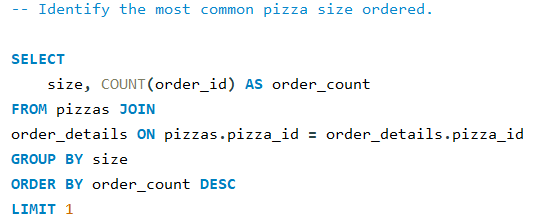 -- Identify the most common pizza size ordered.
SELECT
size, COUNT(order_id) AS order_count
FROM pizzas JOIN
order_details ON pizzas.pizza_id = order_details.pizza_id
GROUP BY size
ORDER BY order_count DESC
LIMIT 1